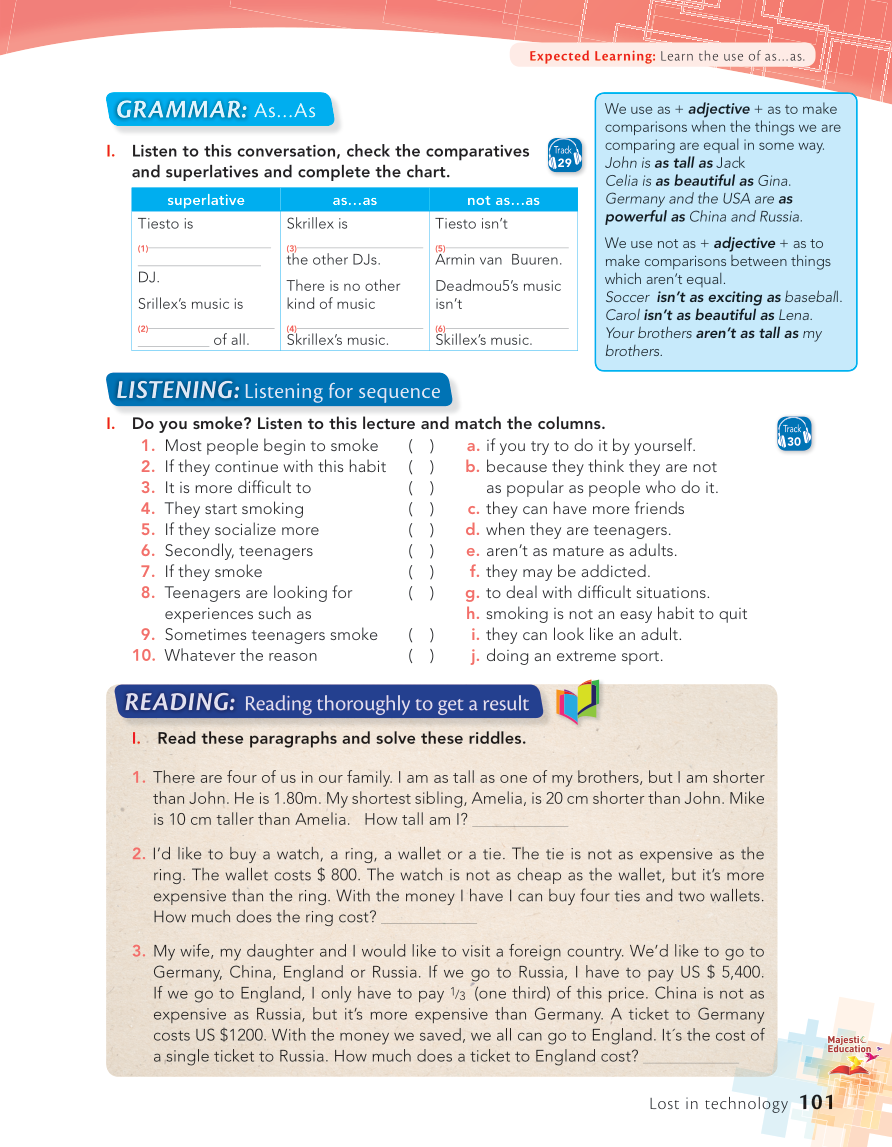 Expected Learning: Learn the use of as...as.
GRAMMAR: As...As
I. Listen to this conversation, check the comparatives
and superlatives and complete the chart.
Track
29
superlative as...as not as...as
Tiesto is
(1)
DJ.
Srillex's music is
(2)
of all.
Skrillex is
(3)
the other DJs.
There is no other
kind of music
(4)
Skrillex's music.
Tiesto isn't
(5)
Armin van Buuren.
Deadmou5's music
isn't
(6)
Skillex's music.
We use as + adjective + as to make
comparisons when the things we are
comparing are equal in some way.
John is as tall as Jack
Celia is as beautiful as Gina.
Germany and the USA are as
powerful as China and Russia.
We use not as + adjective + as to
make comparisons between things
which aren't equal.
Soccer isn't as exciting as baseball.
Carol isn't as beautiful as Lena.
Your brothers aren't as tall as my
brothers.
LISTENING: Listening for sequence
I. Do you smoke? Listen to this lecture and match the columns.
Track
30
1. Most people begin to smoke ( )
2. If they continue with this habit ( )
3. It is more difficult to ( )
4. They start smoking ( )
5. If they socialize more ( )
6. Secondly, teenagers ( )
7. If they smoke ( )
8. Teenagers are looking for ( )
experiences such as
9. Sometimes teenagers smoke ( )
10. Whatever the reason ( )
a. if you try to do it by yourself.
b. because they think they are not
as popular as people who do it.
c. they can have more friends
d. when they are teenagers.
e. aren't as mature as adults.
f. they may be addicted.
g. to deal with difficult situations.
h. smoking is not an easy habit to quit
i. they can look like an adult.
j. doing an extreme sport.
READING: Reading thoroughly to get a result
I. Read these paragraphs and solve these riddles.
1. There are four of us in our family. I am as tall as one of my brothers, but I am shorter
than John. He is 1.80m. My shortest sibling, Amelia, is 20 cm shorter than John. Mike
is 10 cm taller than Amelia. How tall am I? ____________
2. I'd like to buy a watch, a ring, a wallet or a tie. The tie is not as expensive as the
ring. The wallet costs $ 800. The watch is not as cheap as the wallet, but it's more
expensive than the ring. With the money I have I can buy four ties and two wallets.
How much does the ring cost? ____________
3. My wife, my daughter and I would like to visit a foreign country. We'd like to go to
Germany, China, England or Russia. If we go to Russia, I have to pay US $ 5,400.
If we go to England, I only have to pay 1/3 (one third) of this price. China is not as
expensive as Russia, but it's more expensive than Germany. A ticket to Germany
costs US $1200. With the money we saved, we all can go to England. It´s the cost of
a single ticket to Russia. How much does a ticket to England cost? ____________
Majestic
Education
Lost in technology 101